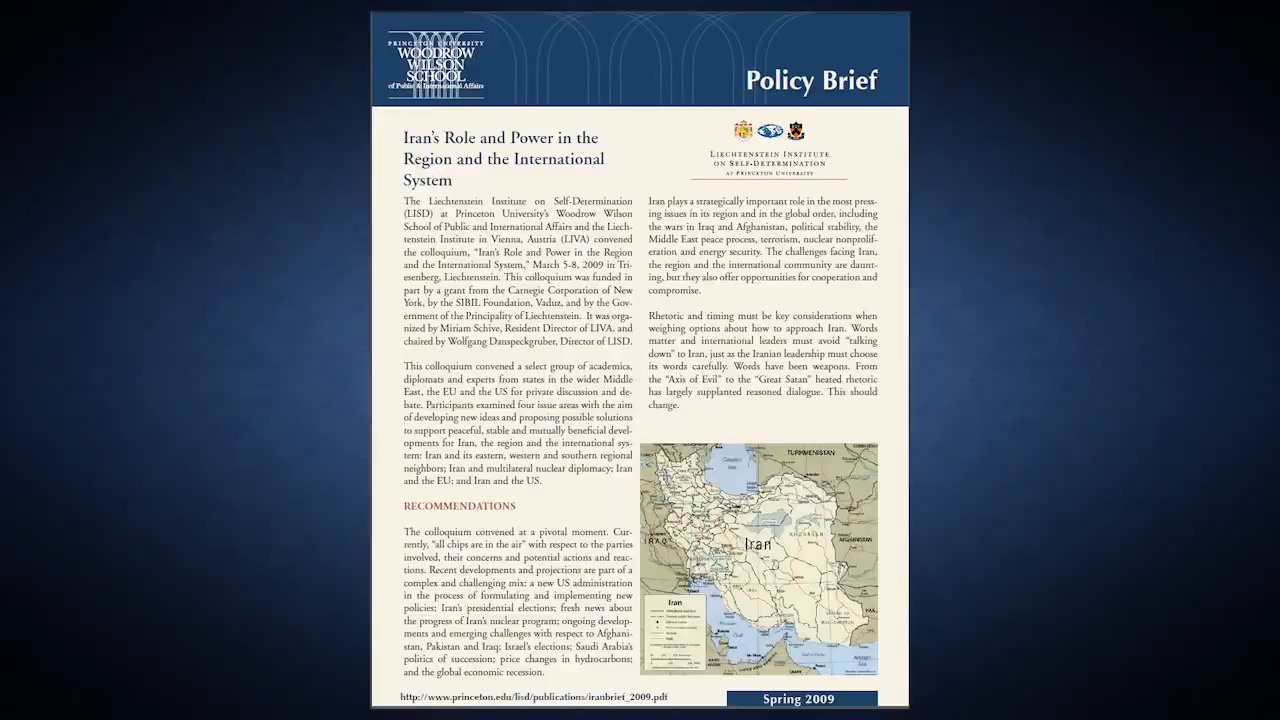 PRINCETON UNIVERSITY
WOODROW
WILSON
SCHOOL
of Public & International Affairs
Policy Brief
Iran's Role and Power in the
Region and the International
System
The Liechtenstein Institute on Self-Determination
(LISD) at Princeton University's Woodrow Wilson
School of Public and International Affairs and the Liech-
tenstein Institute in Vienna, Austria (LIVA) convened
the colloquium, "Iran's Role and Power in the Region
and the International System," March 5-8, 2009 in Tri-
esenberg, Liechtenstein. This colloquium was funded in
part by a grant from the Carnegie Corporation of New
York, by the SIBIL Foundation, Vaduz, and by the Gov-
ernment of the Principality of Liechtenstein. It was orga-
nized by Miriam Schive, Resident Director of LIVA, and
chaired by Wolfgang Danspeckgruber, Director of LISD.
This colloquium convened a select group of academics,
diplomats and experts from states in the wider Middle
East, the EU and the US for private discussion and de-
bate. Participants examined four issue areas with the aim
of developing new ideas and proposing possible solutions
to support peaceful, stable and mutually beneficial devel-
opments for Iran, the region and the international sys-
tem: Iran and its eastern, western and southern regional
neighbors; Iran and multilateral nuclear diplomacy; Iran
and the EU; and Iran and the US.
RECOMMENDATIONS
The colloquium convened at a pivotal moment. Cur-
rently, "all chips are in the air" with respect to the parties
involved, their concerns and potential actions and reac-
tions. Recent developments and projections are part of a
complex and challenging mix: a new US administration
in the process of formulating and implementing new
policies; Iran's presidential elections; fresh news about
the progress of Iran's nuclear program; ongoing develop-
ments and emerging challenges with respect to Afghani-
stan, Pakistan and Iraq; Israel's elections; Saudi Arabia's
politics of succession; price changes in hydrocarbons;
and the global economic recession.
LIECHTENSTEIN INSTITUTE
ON SELF-DETERMINATION
AT PRINCETON UNIVERSITY
Iran plays a strategically important role in the most press-
ing issues in its region and in the global order, including
the wars in Iraq and Afghanistan, political stability, the
Middle East peace process, terrorism, nuclear nonprolif-
eration and energy security. The challenges facing Iran,
the region and the international community are daunt-
ing, but they also offer opportunities for cooperation and
compromise.
Rhetoric and timing must be key considerations when
weighing options about how to approach Iran. Words
matter and international leaders must avoid "talking
down" to Iran, just as the Iranian leadership must choose
its words carefully. Words have been weapons. From
the "Axis of Evil" to the "Great Satan" heated rhetoric
has largely supplanted reasoned dialogue. This should
change.
TURKMENISTAN
IRAQ
Iran
AFGHANISTAN
Iran
http://www.princeton.edu/lisd/publications/iranbrief_2009.pdf
Spring 2009